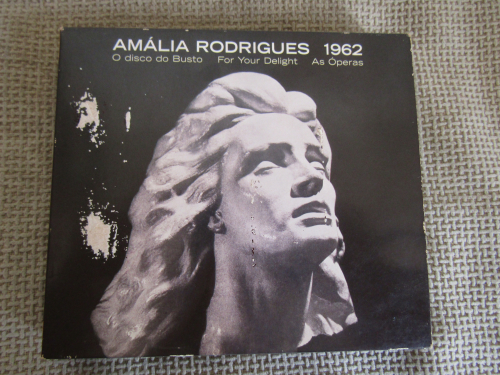 AMÁLIA RODRIGUES 1962
O disco do Busto For Your Delight As Óperas